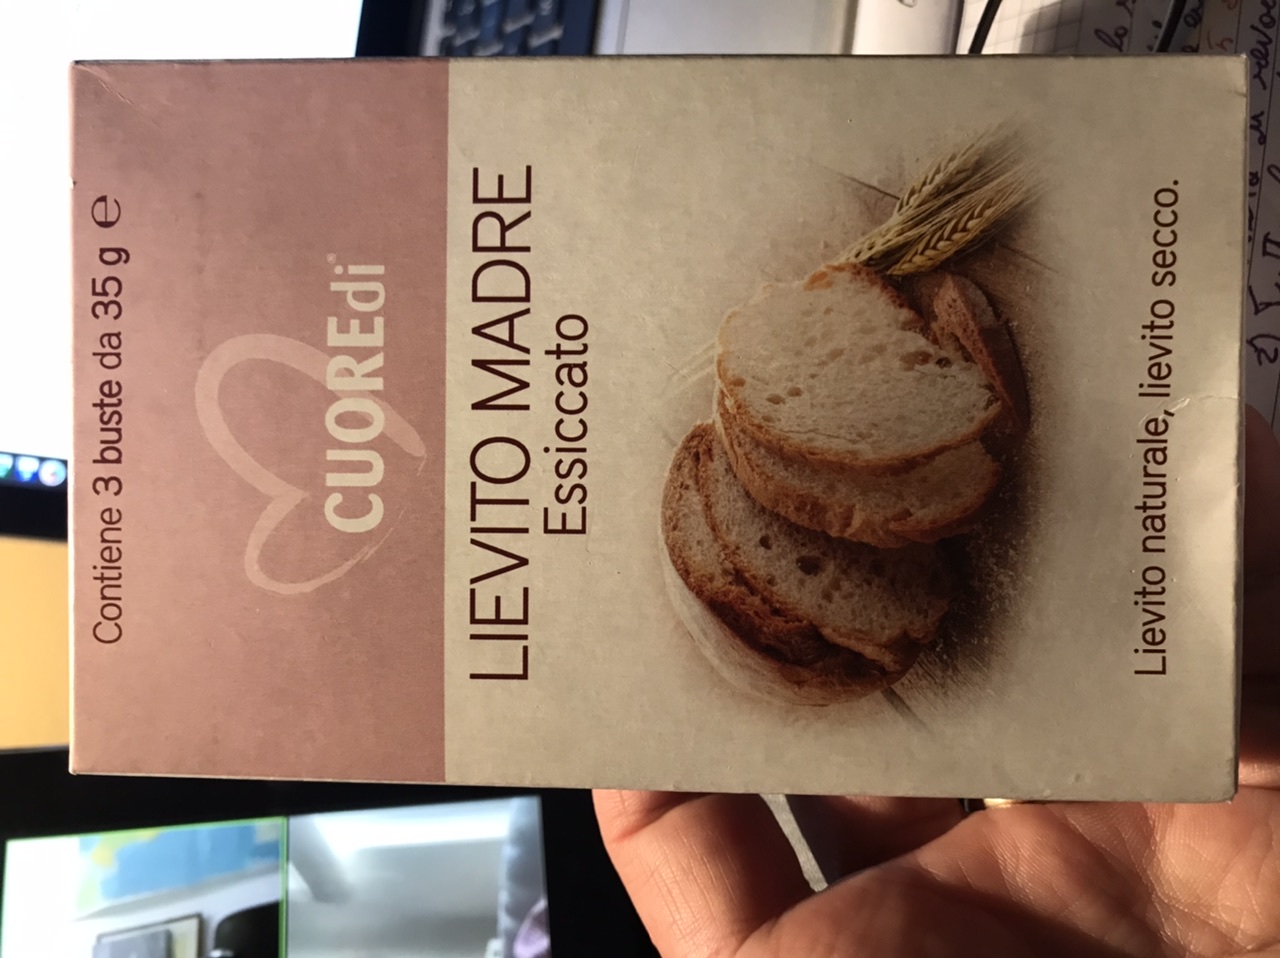 Contiene 3 buste da 35 g ℮
CUOREdi®
LIEVITO MADRE
Essiccato
Lievito naturale, lievito secco.